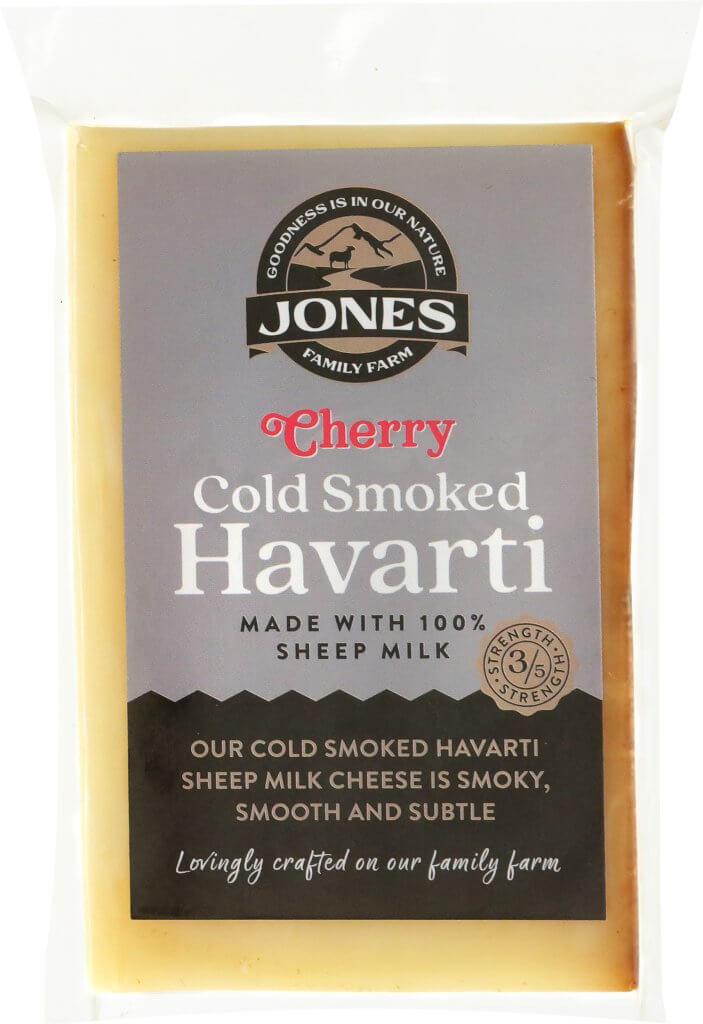 GOODNESS IS IN OUR NATURE
JONES
FAMILY FARM
Cherry
Cold Smoked
Havarti
MADE WITH 100%
SHEEP MILK
STRENGTH
3/5
STRENGTH
OUR COLD SMOKED HAVARTI
SHEEP MILK CHEESE IS SMOKY,
SMOOTH AND SUBTLE
Lovingly crafted on our family farm